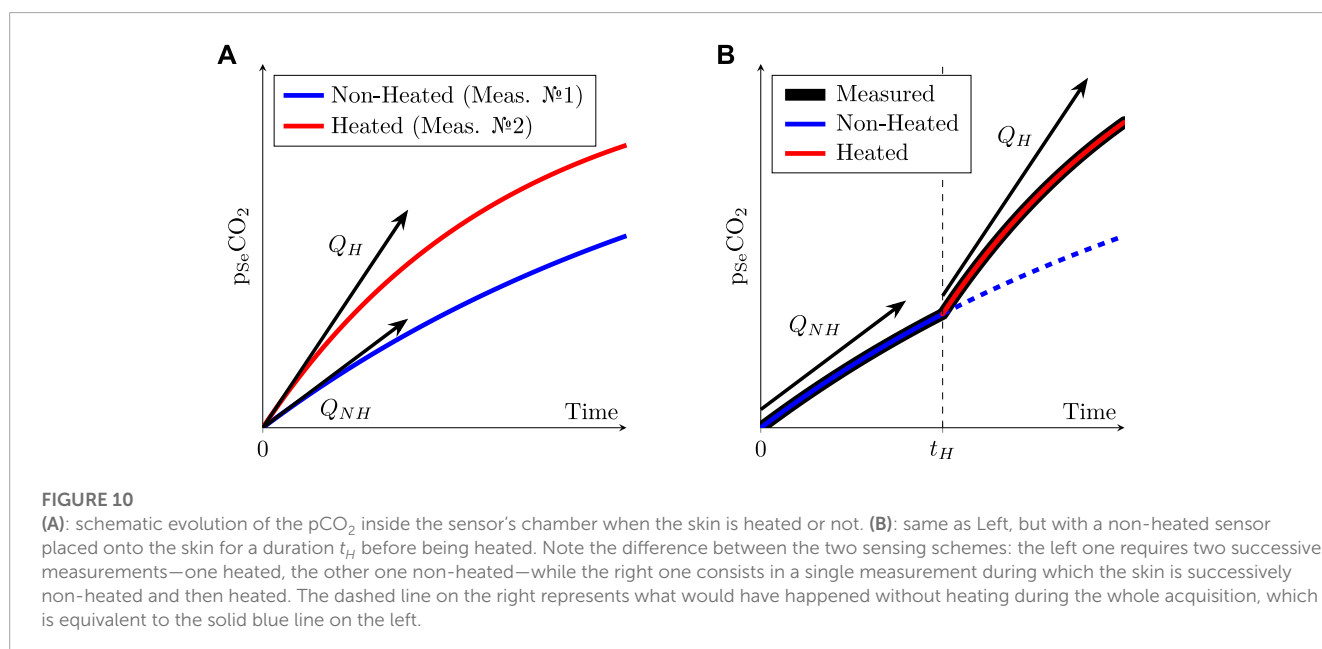 A
Non-Heated (Meas. №1)
Heated (Meas. №2)
pSeCO2
QH
QNH
Time
0
B
Measured
Non-Heated
Heated
pSeCO2
QH
QNH
Time
0
tH
FIGURE 10
(A): schematic evolution of the pCO2 inside the sensor's chamber when the skin is heated or not. (B): same as Left, but with a non-heated sensor
placed onto the skin for a duration tH before being heated. Note the difference between the two sensing schemes: the left one requires two successive
measurements—one heated, the other one non-heated—while the right one consists in a single measurement during which the skin is successively
non-heated and then heated. The dashed line on the right represents what would have happened without heating during the whole acquisition, which
is equivalent to the solid blue line on the left.